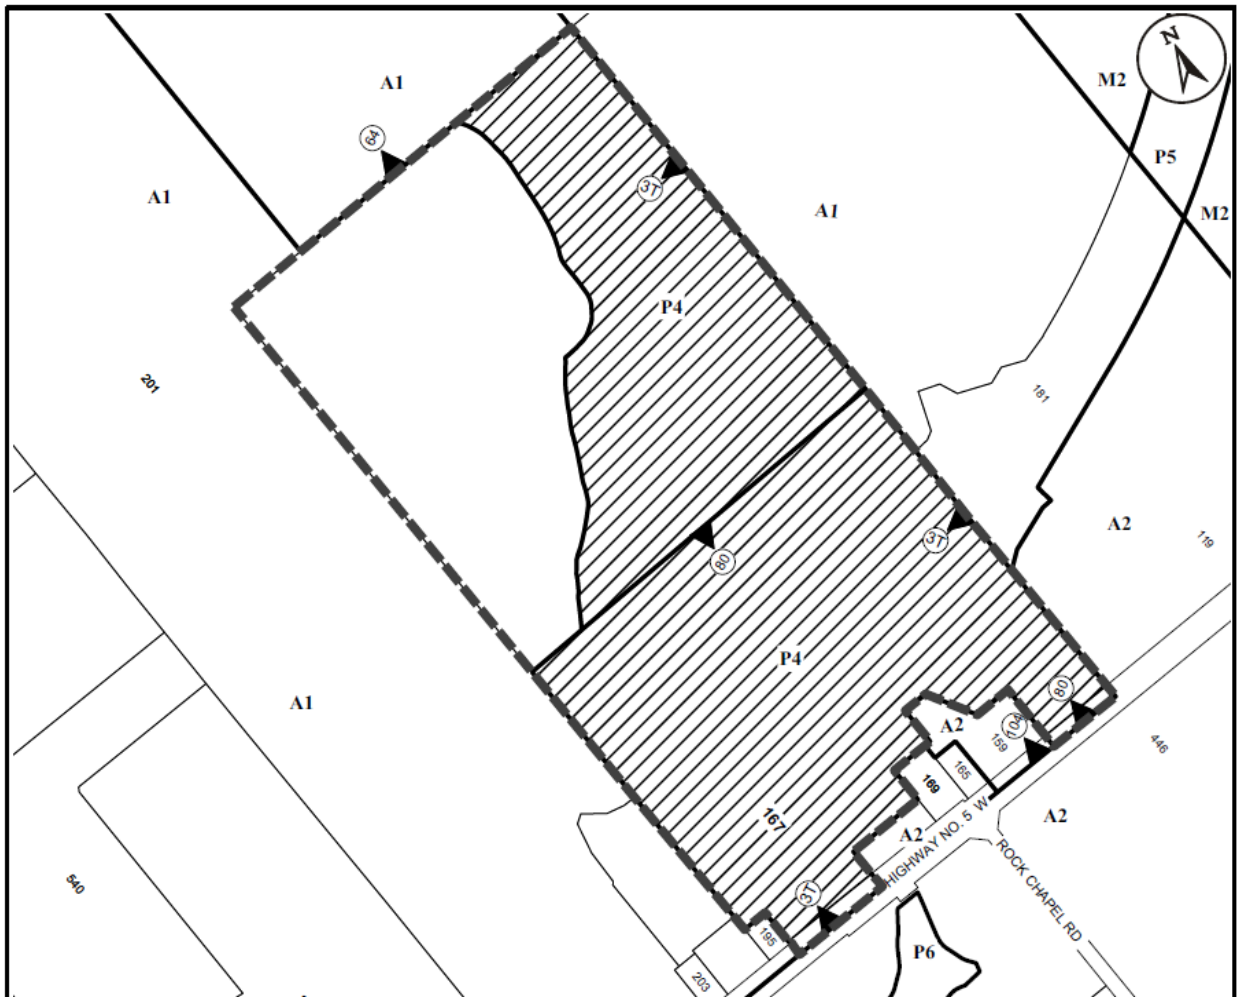 N
A1
M2
64
P5
3T
A1
A1
M2
P4
201
181
A2
3T
119
80
P4
80
A1
A2
104
159
446
165
169
167
A2
A2
HIGHWAY NO. 5 W
ROCK CHAPEL RD
540
3T
195
P6
203